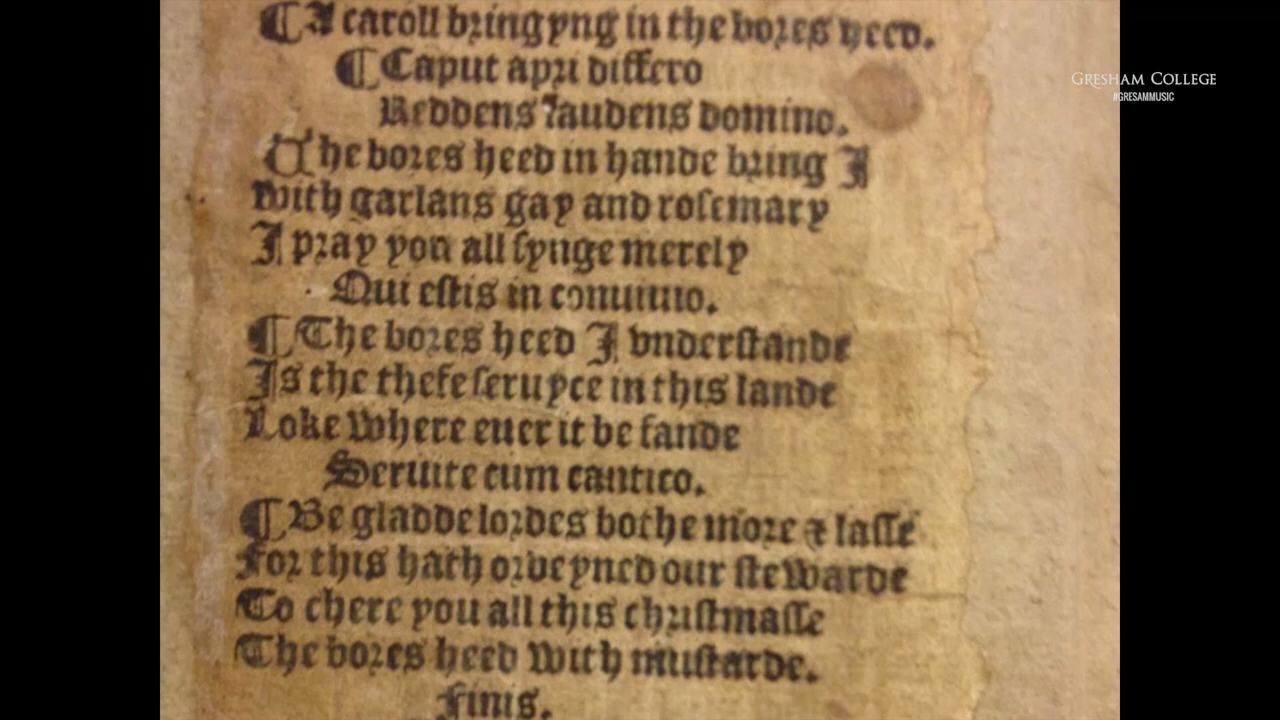 ¶A caroll bringyng in the bores heed.
¶Caput apri differo
Reddens laudens domino.
The bores heed in hande bring I
With garlans gay and rosemary
I pray you all synge merely
Qui estis in conuiuio.
¶The bores heed I vnderstande
Is the thefe seruyce in this lande
Loke where euer it be fande
Seruite cum cantico.
¶Be gladde lordes bothe more & lasse
For this hath ordeyned our stewarde
To chere you all this christmasse
The bores heed with mustarde.
Finis.
GRESHAM COLLEGE
#GRESAMMUSIC